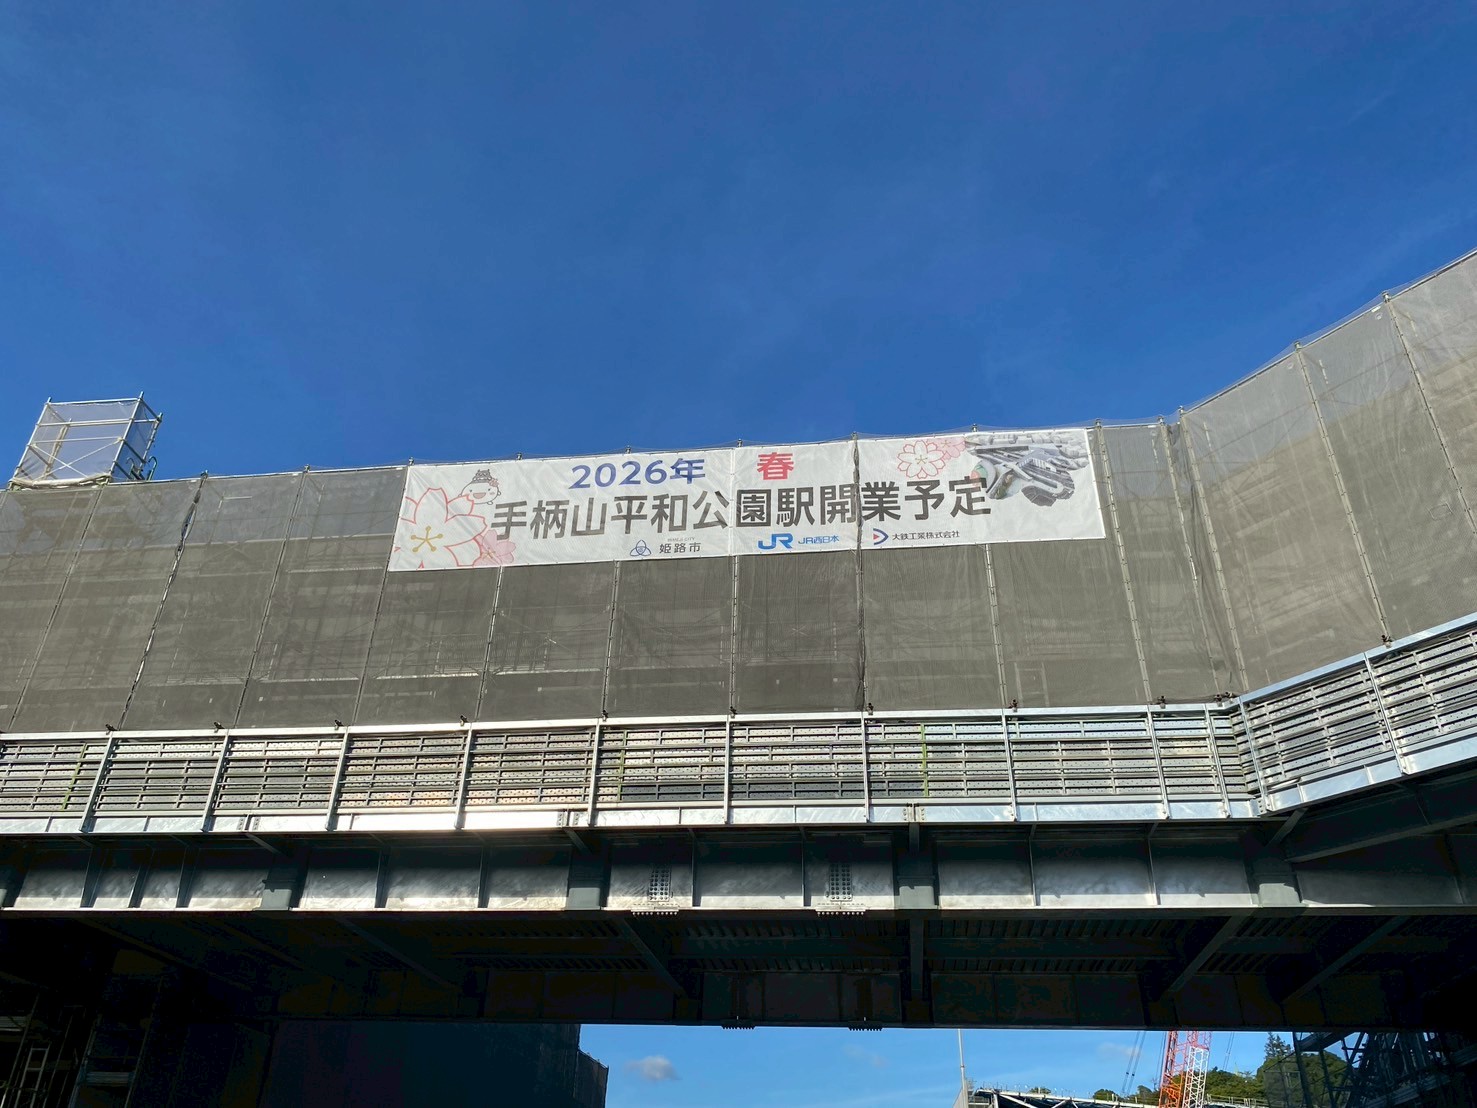 2026年 春
手柄山平和公園駅開業予定
姫路市 JR JR西日本 大鉄工業株式会社